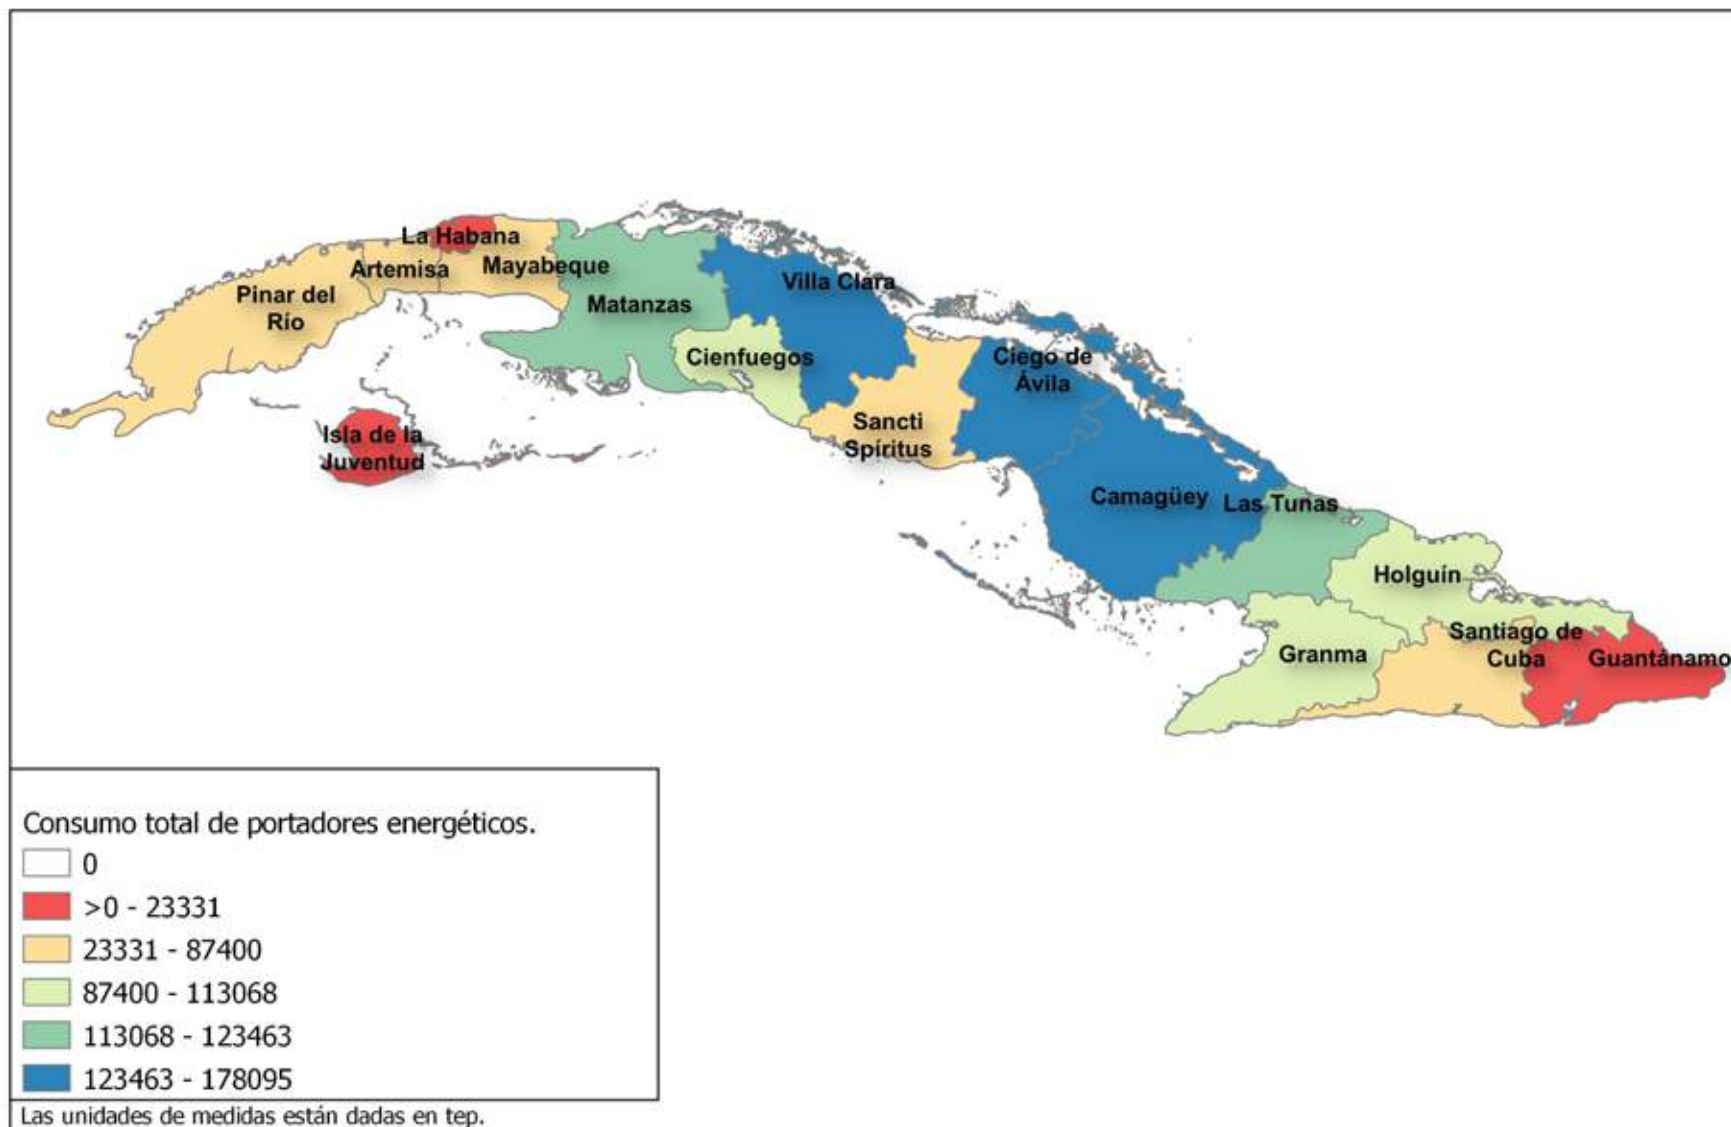 La Habana
Artemisa
Mayabeque
Pinar del
Río
Matanzas
Villa Clara
Cienfuegos
Ciego de
Ávila
Isla de la
Juventud
Sancti
Spíritus
Camagüey
Las Tunas
Holguín
Granma
Santiago de
Cuba
Guantánamo
Consumo total de portadores energéticos.
0
>0 - 23331
23331 - 87400
87400 - 113068
113068 - 123463
123463 - 178095
Las unidades de medidas están dadas en tep.